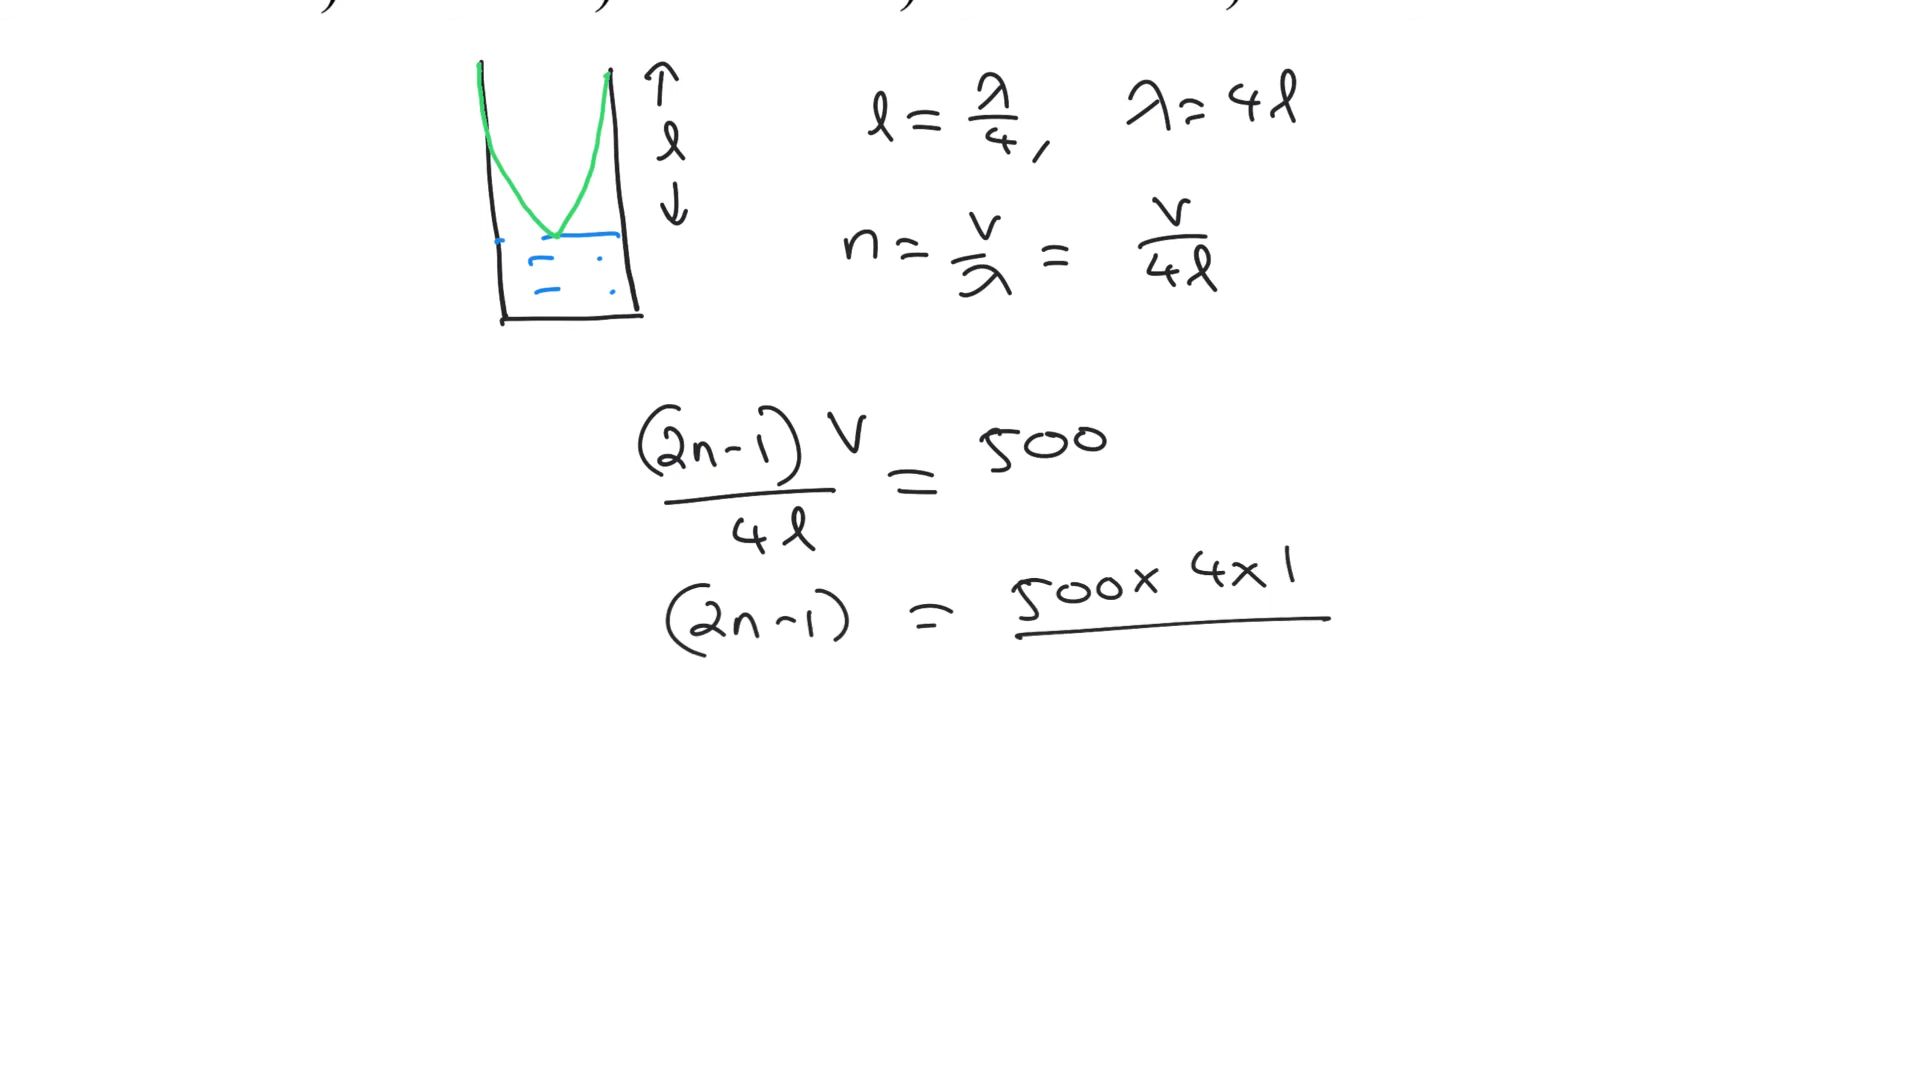 l = λ/4, λ = 4l
l
n = v/λ = v/4l
(2n-1) V / 4l = 500
(2n-1) = 500 x 4 x 1